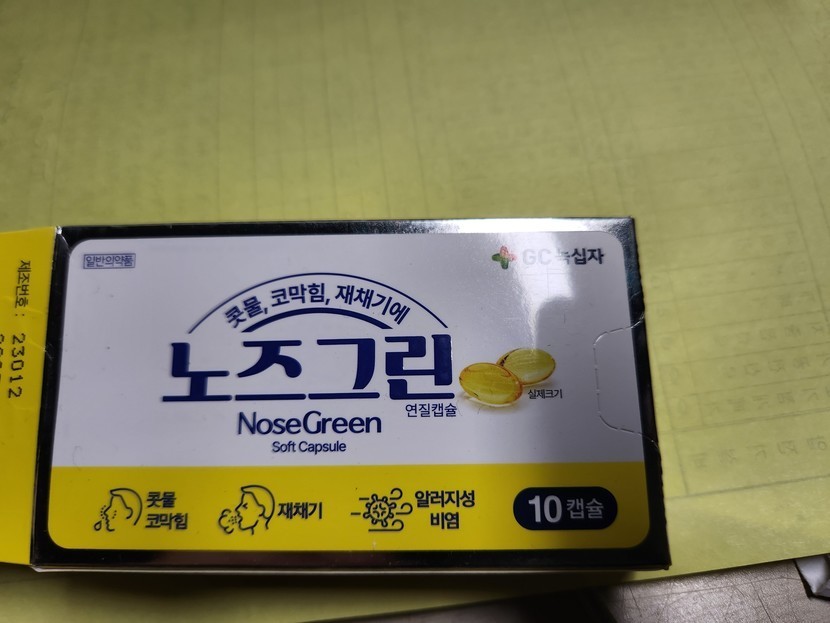 일반의약품
GC 녹십자
콧물, 코막힘, 재채기에
노즈그린
연질캡슐
실제크기
NoseGreen
Soft Capsule
콧물
코막힘
재채기
알러지성
비염
10캡슐
제조번호 : 23012